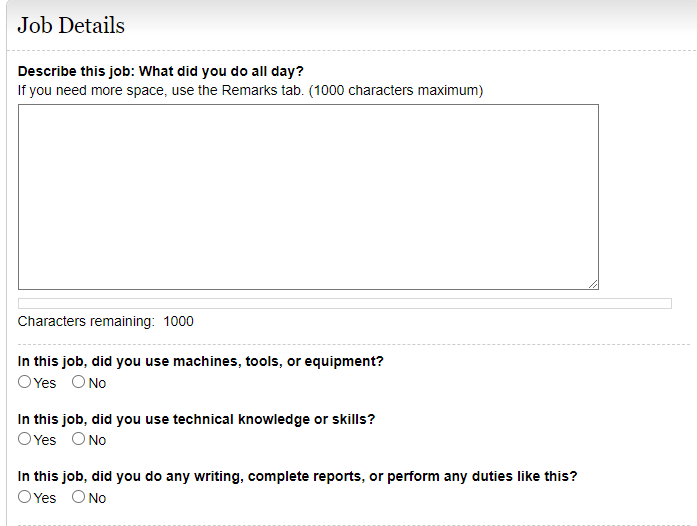 Job Details
Describe this job: What did you do all day?
If you need more space, use the Remarks tab. (1000 characters maximum)
Characters remaining: 1000
In this job, did you use machines, tools, or equipment?
Yes No
In this job, did you use technical knowledge or skills?
Yes No
In this job, did you do any writing, complete reports, or perform any duties like this?
Yes No